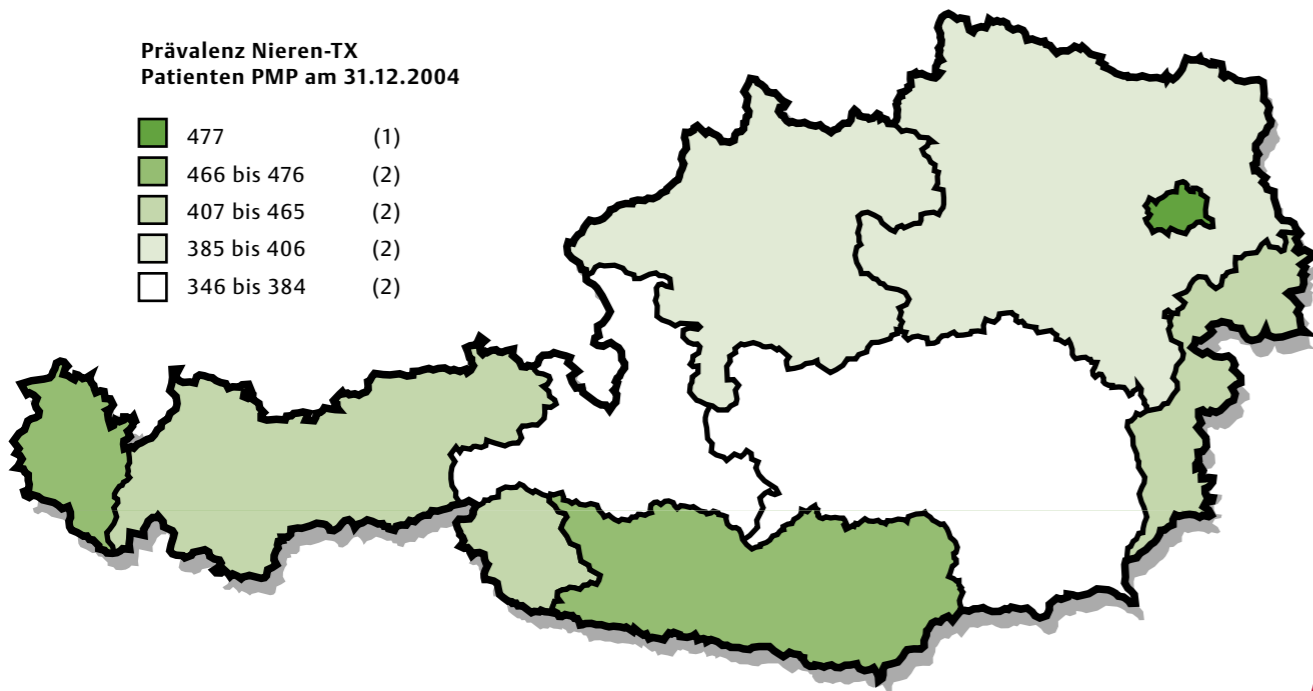 Prävalenz Nieren-TX
Patienten PMP am 31.12.2004
477 (1)
466 bis 476 (2)
407 bis 465 (2)
385 bis 406 (2)
346 bis 384 (2)